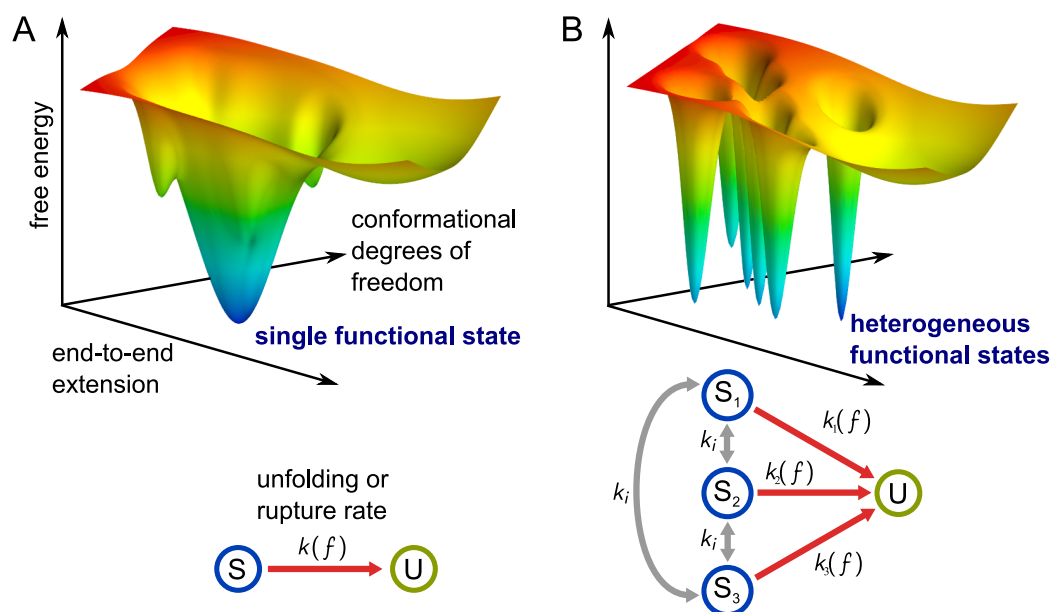 A
free energy
conformational
degrees of
freedom
single functional state
end-to-end
extension
unfolding or
rupture rate
k(f)
S
U
B
heterogeneous
functional states
S1
k1(f)
ki
S2
k2(f)
U
ki
ki
S3
k3(f)